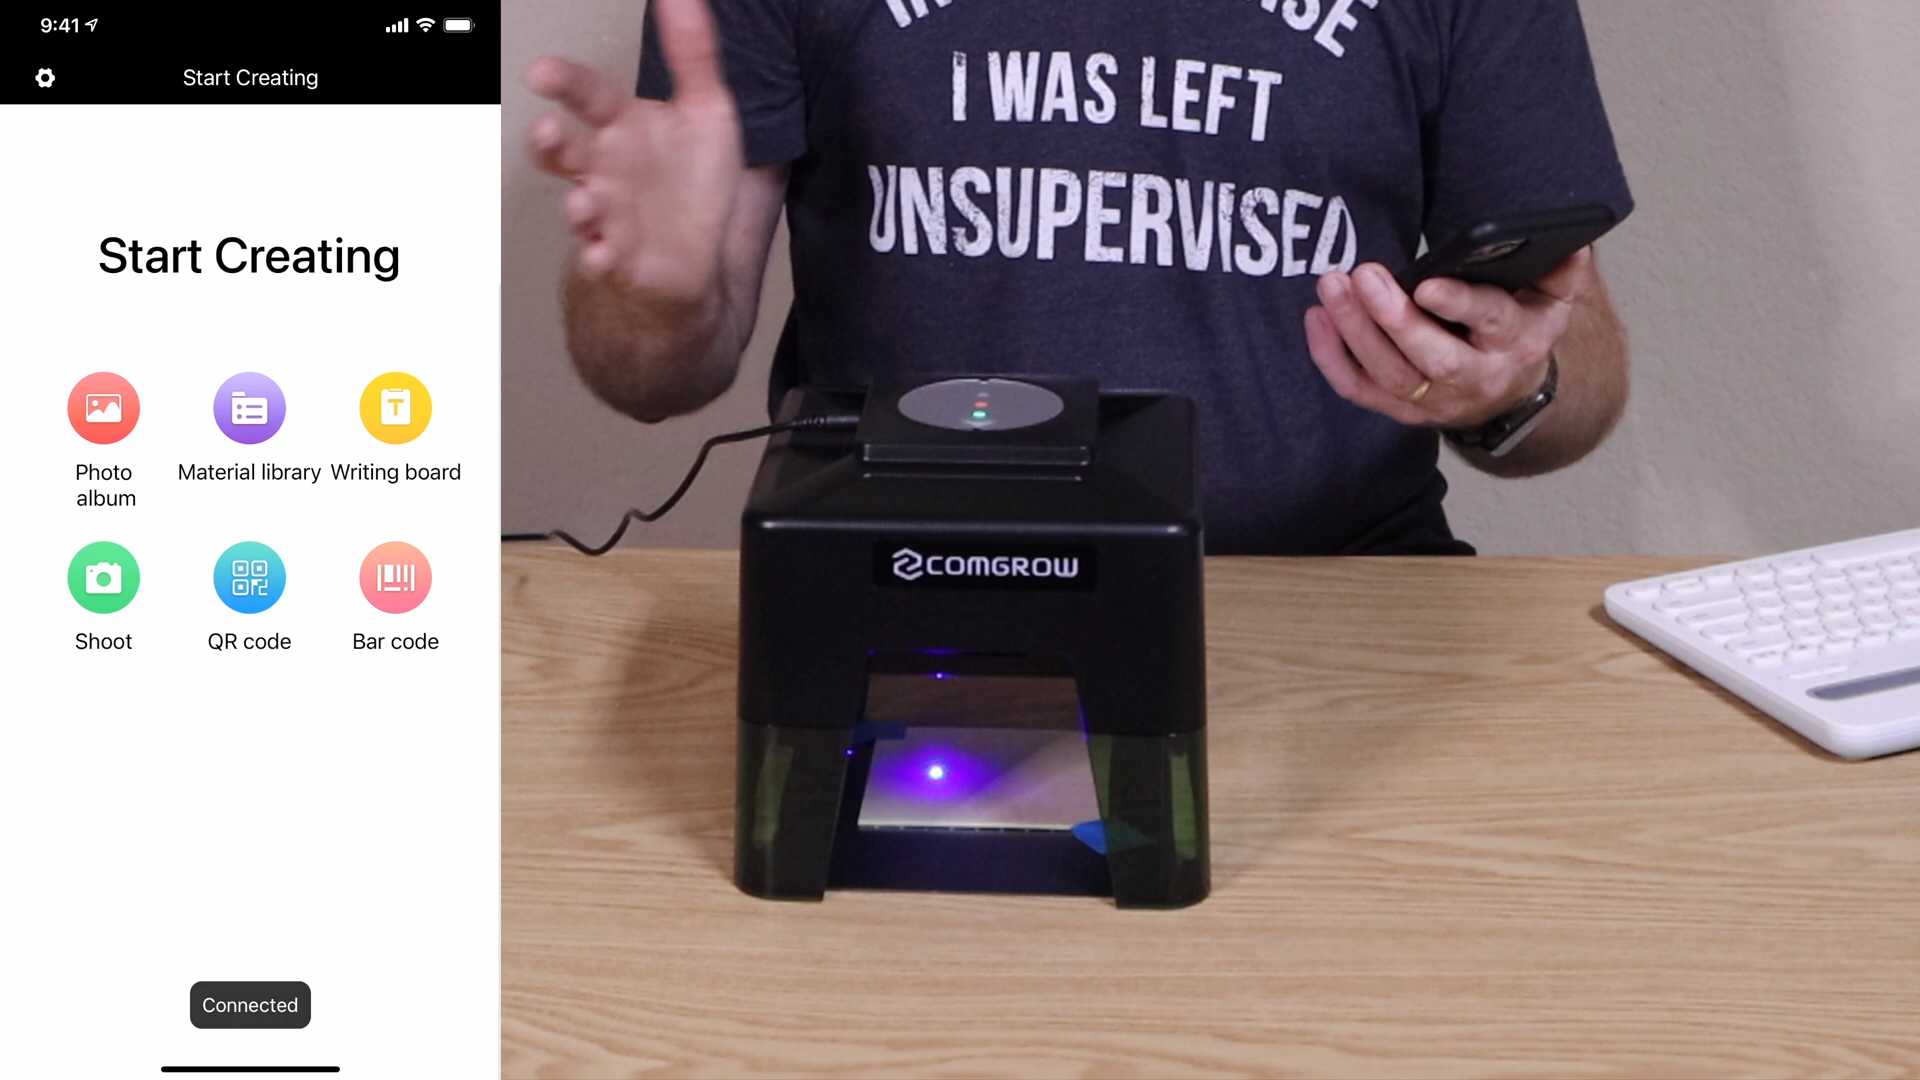 9:41
Start Creating
Start Creating
Photo album
Material library
Writing board
Shoot
QR code
Bar code
Connected
I WAS LEFT
UNSUPERVISED
COMGROW